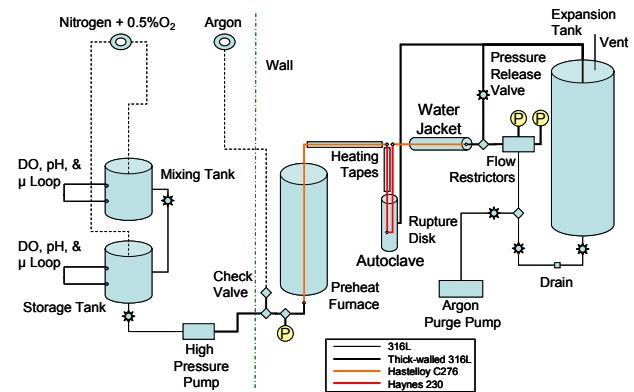 Nitrogen + 0.5%O₂
Argon
Expansion
Tank
Vent
Wall
Pressure
Release
Valve
Water
Jacket
P
P
DO, pH, &
μ Loop
Mixing Tank
Heating
Tapes
Flow
Restrictors
DO, pH, &
μ Loop
Rupture
Disk
Autoclave
Check
Valve
Storage Tank
Preheat
Furnace
Drain
Argon
Purge Pump
P
High
Pressure
Pump
316L
Thick-walled 316L
Hastelloy C276
Haynes 230